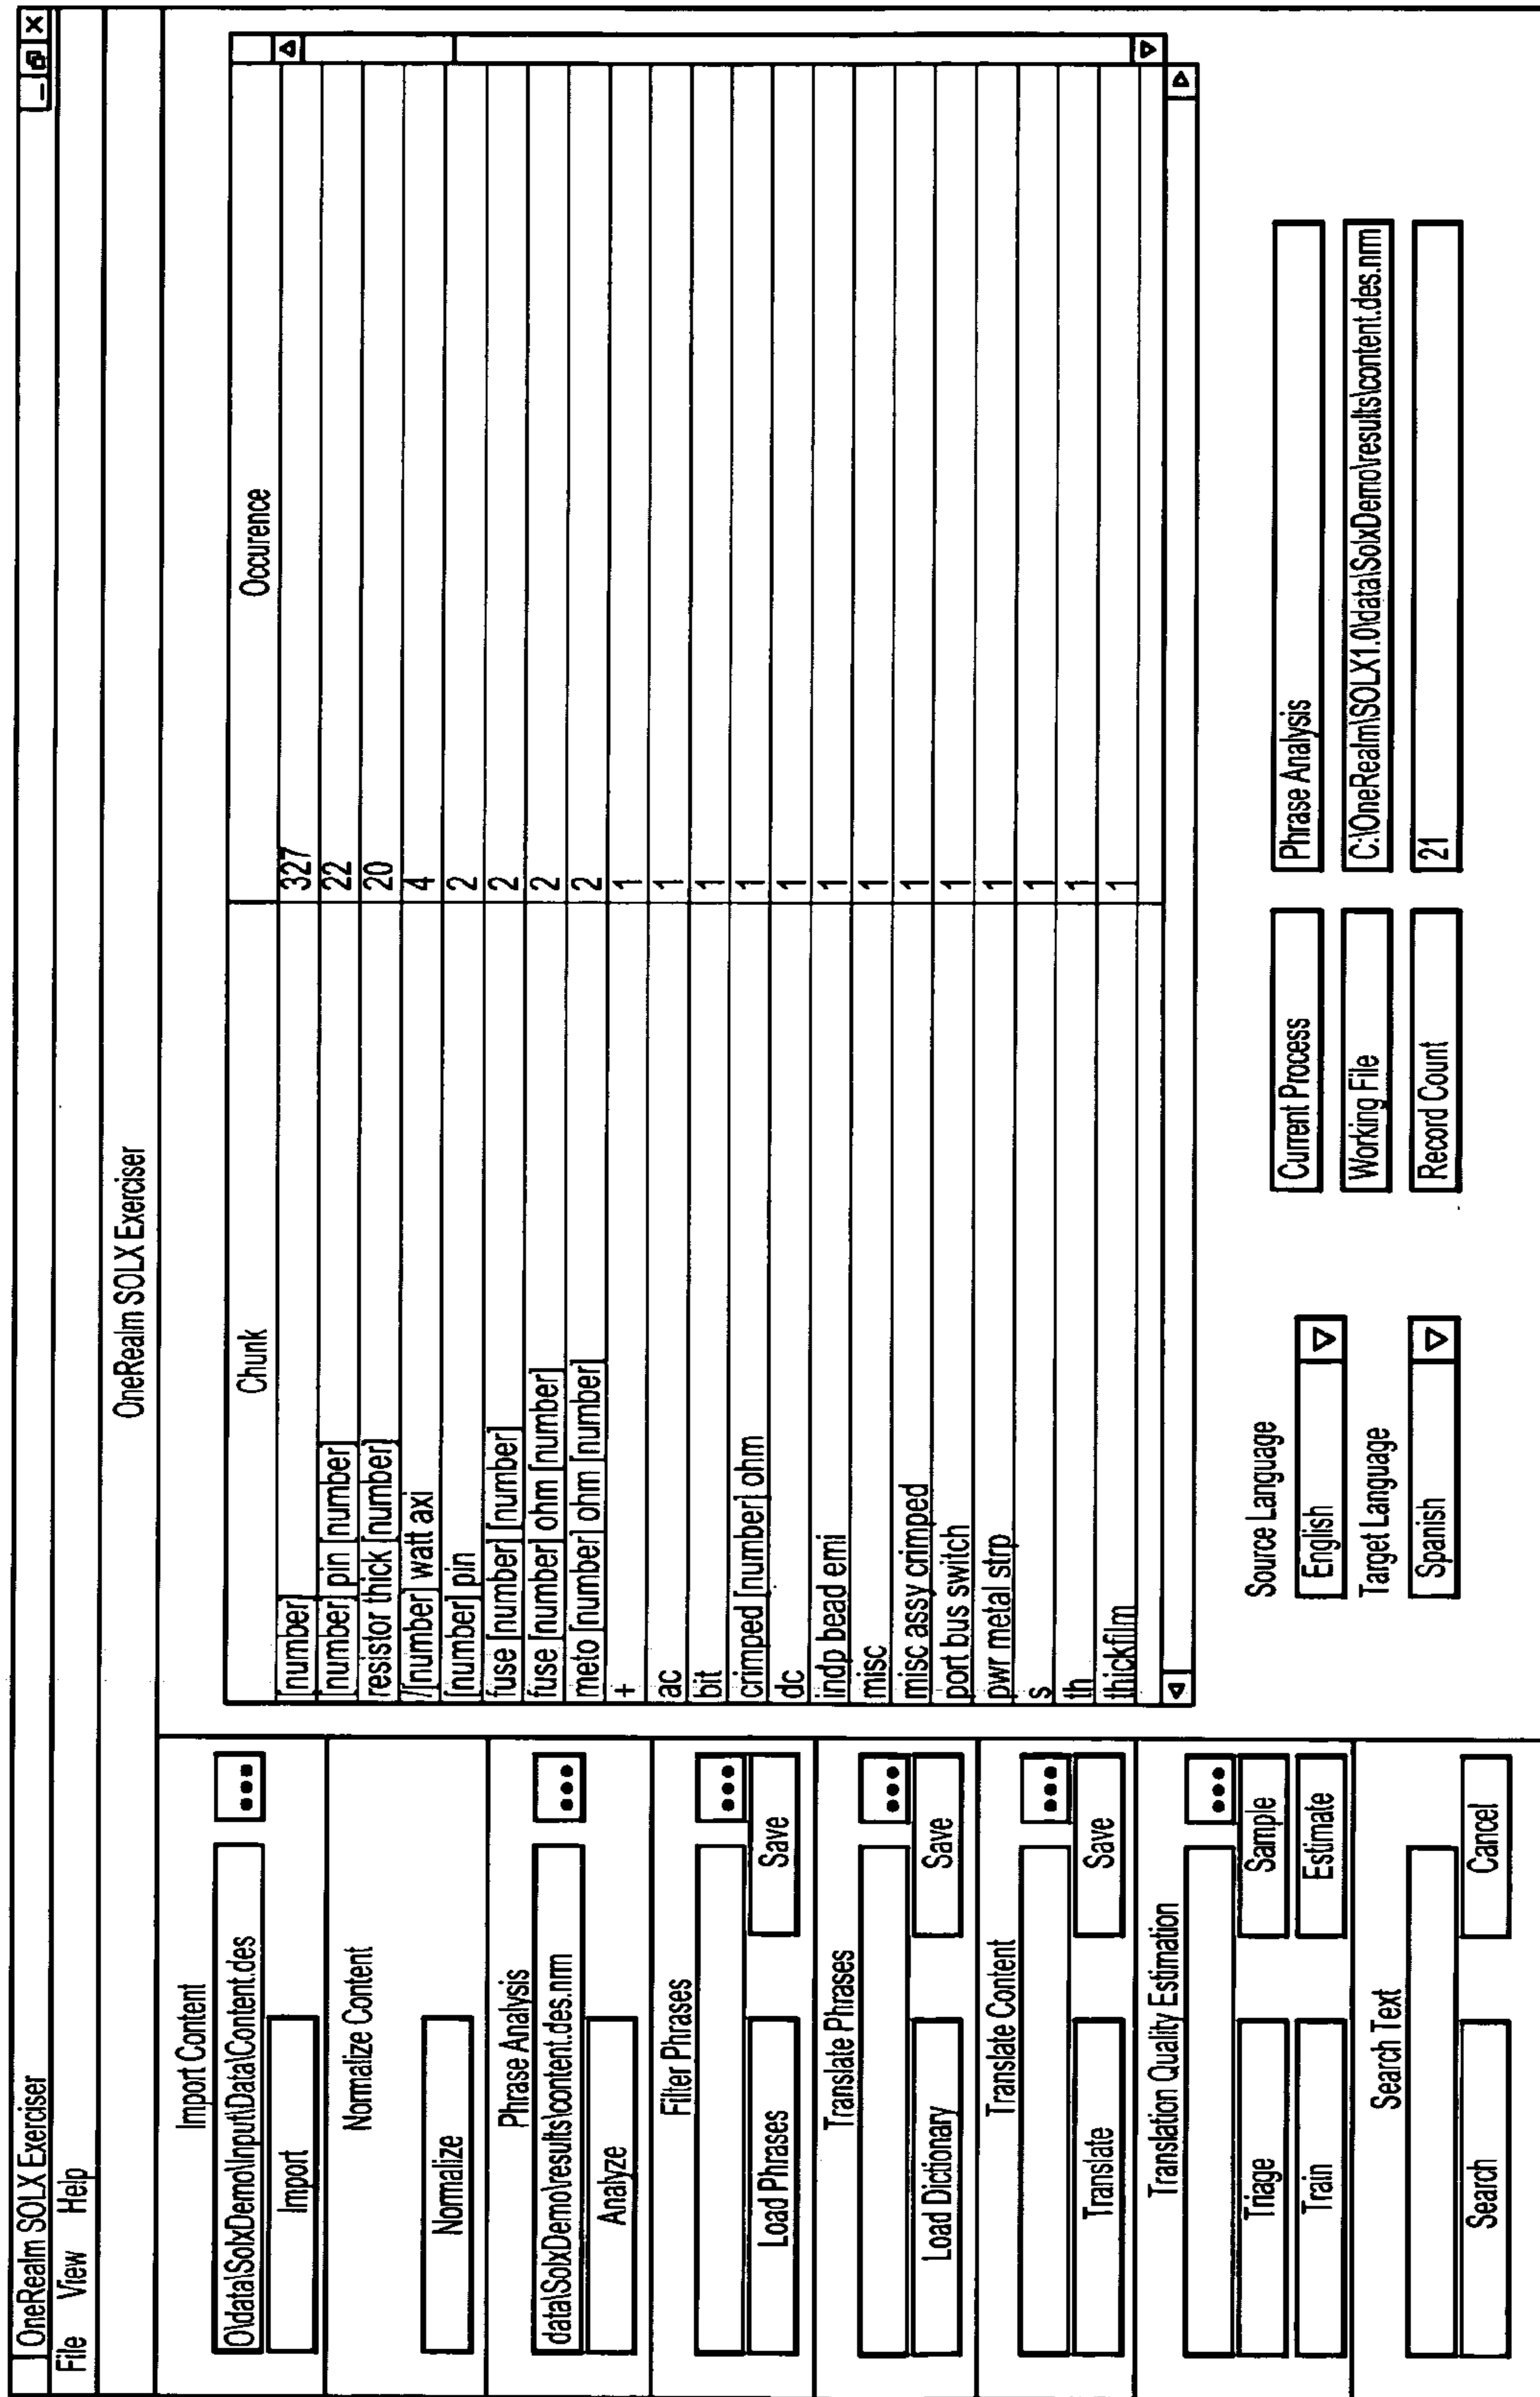 OneRealm SOLX Exerciser
File View Help
OneRealm SOLX Exerciser
Import Content
0\data\SolxDemo\Input\Data\Content.des
Import
Normalize Content
Normalize
Phrase Analysis
data\SolxDemo\results\content.des.nrm
Analyze
Filter Phrases
Load Phrases Save
Translate Phrases
Load Dictionary Save
Translate Content
Translate Save
Translation Quality Estimation
Triage Sample
Train Estimate
Search Text
Search Cancel
Chunk Occurence
[number] 327
[number] pin [number] 22
resistor thick [number] 20
/[number] watt axi 4
[number] pin 2
fuse [number] [number] 2
fuse [number] ohm [number] 2
meto [number] ohm [number] 2
+ 1
ac 1
bit 1
crimped [number] ohm 1
dc 1
indp bead emi 1
misc 1
misc assy crimped 1
port bus switch 1
pwr metal strp 1
s 1
th 1
thickfilm 1
Source Language
English
Target Language
Spanish
Current Process Phrase Analysis
Working File C:\OneRealm\SOLX1.0\data\SolxDemo\results\content.des.nrm
Record Count 21